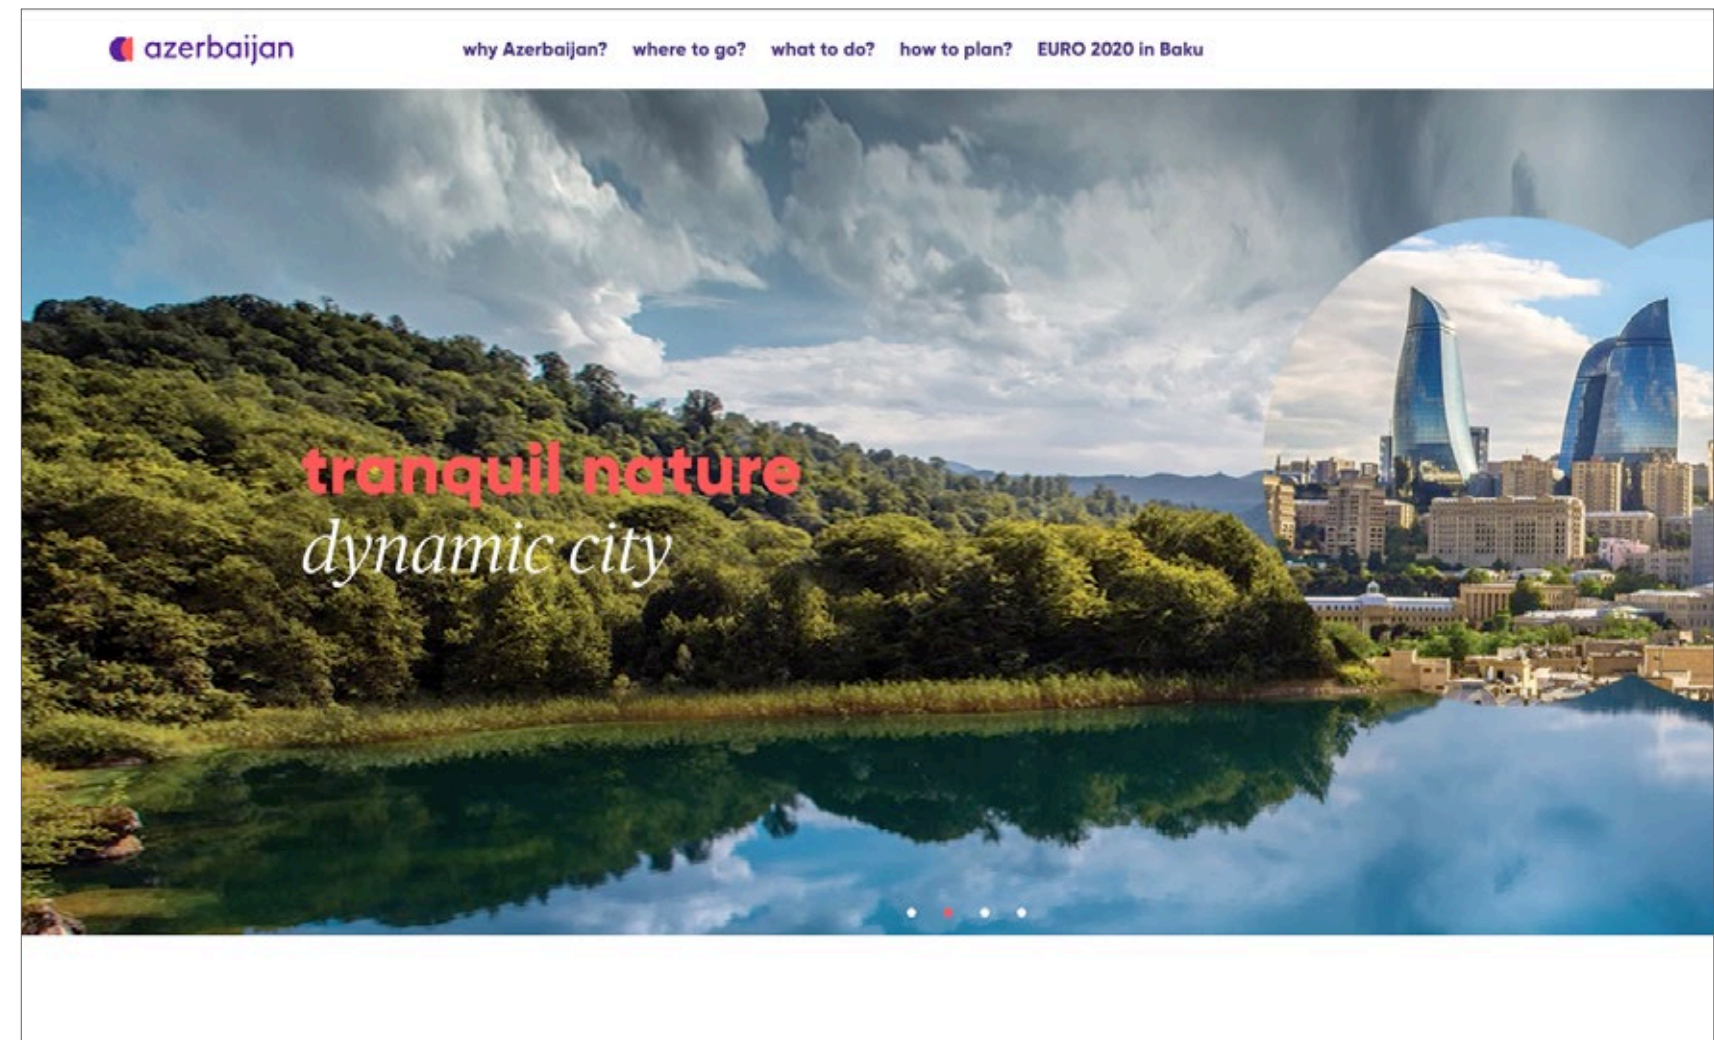 azerbaijan
why Azerbaijan? where to go? what to do? how to plan? EURO 2020 in Baku
tranquil nature
dynamic city